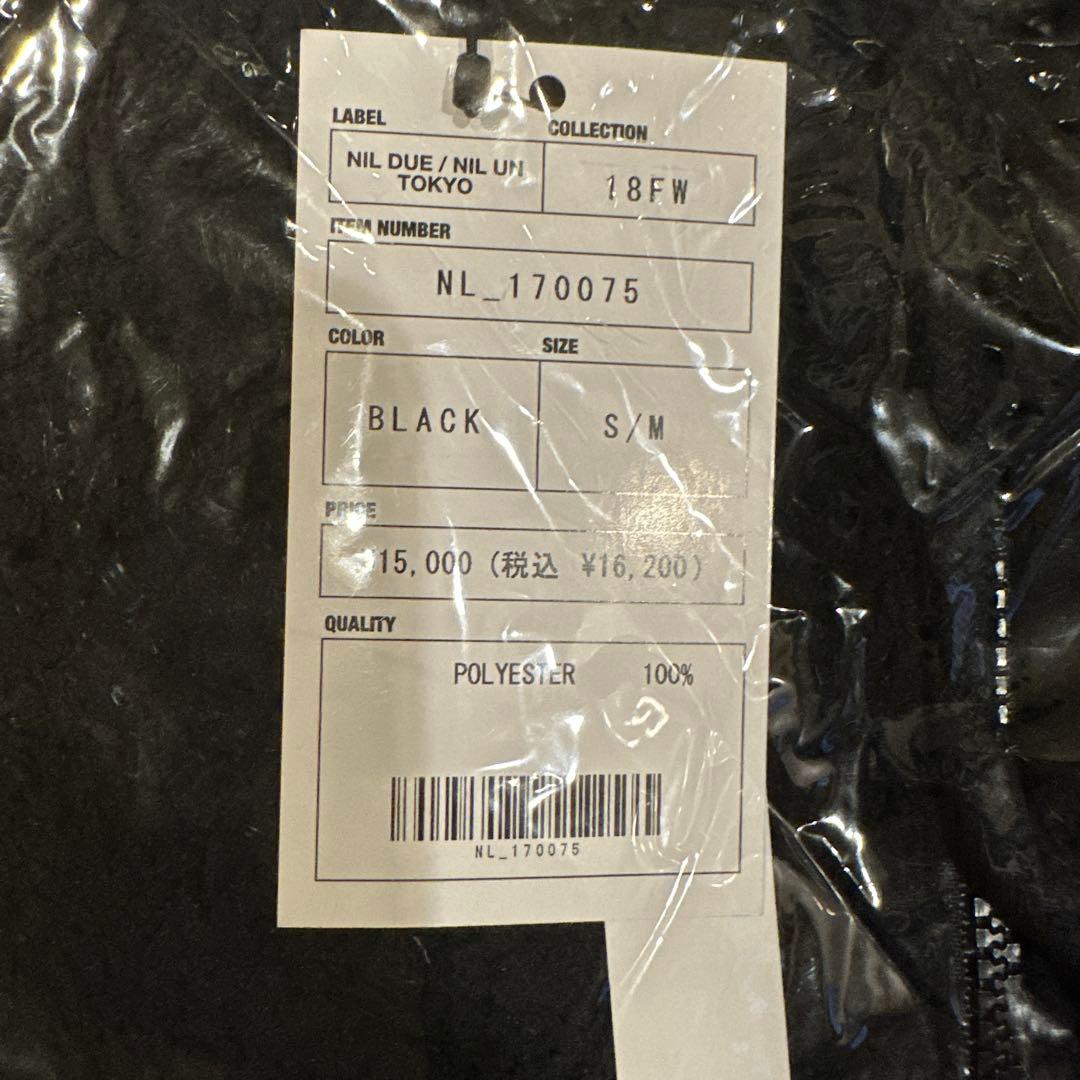 LABEL
COLLECTION
NIL DUE / NIL UN
TOKYO
18FW
ITEM NUMBER
NL_170075
COLOR
SIZE
BLACK
S/M
PRICE
¥15,000 (税込 ¥16,200)
QUALITY
POLYESTER 100%
NL_170075